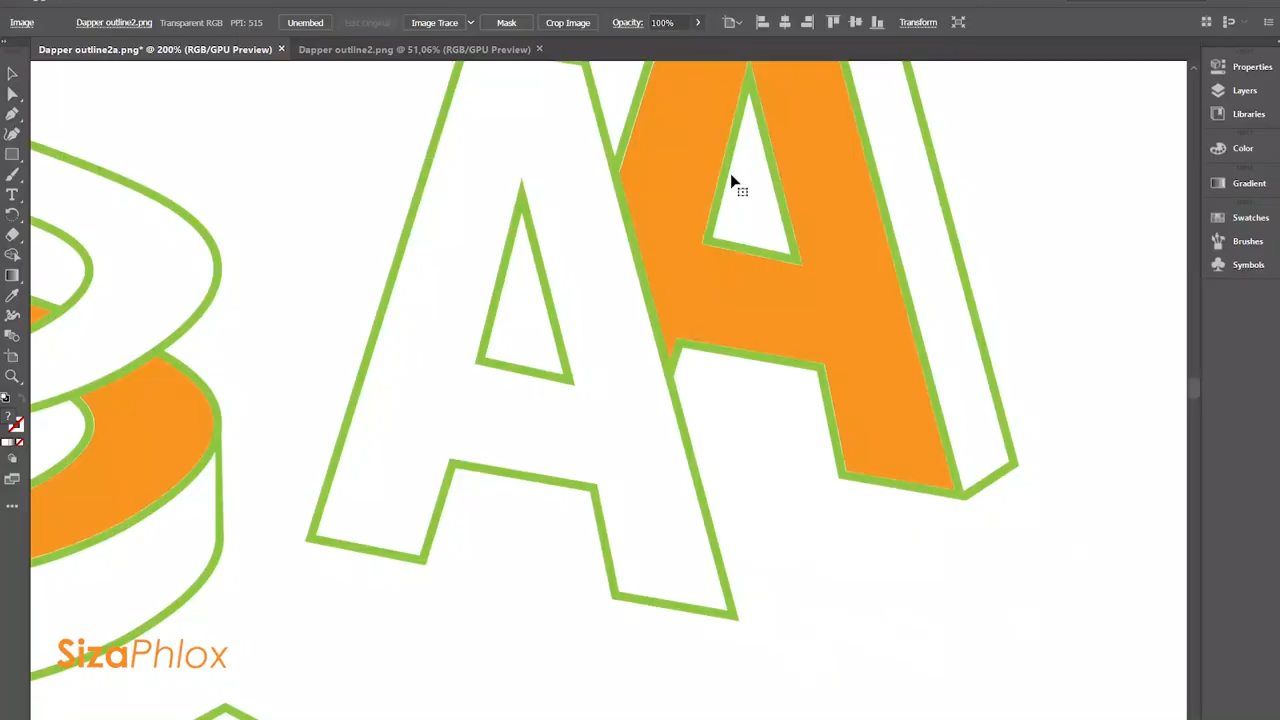 Image Dapper outline2.png Transparent RGB PPI: 515 Unembed Edit Original Image Trace Mask Crop Image Opacity: 100% Transform
Dapper outline2a.png* @ 200% (RGB/GPU Preview) × Dapper outline2.png @ 51,06% (RGB/GPU Preview) ×
Properties
Layers
Libraries
Color
Gradient
Swatches
Brushes
Symbols
A A
SizaPhlox